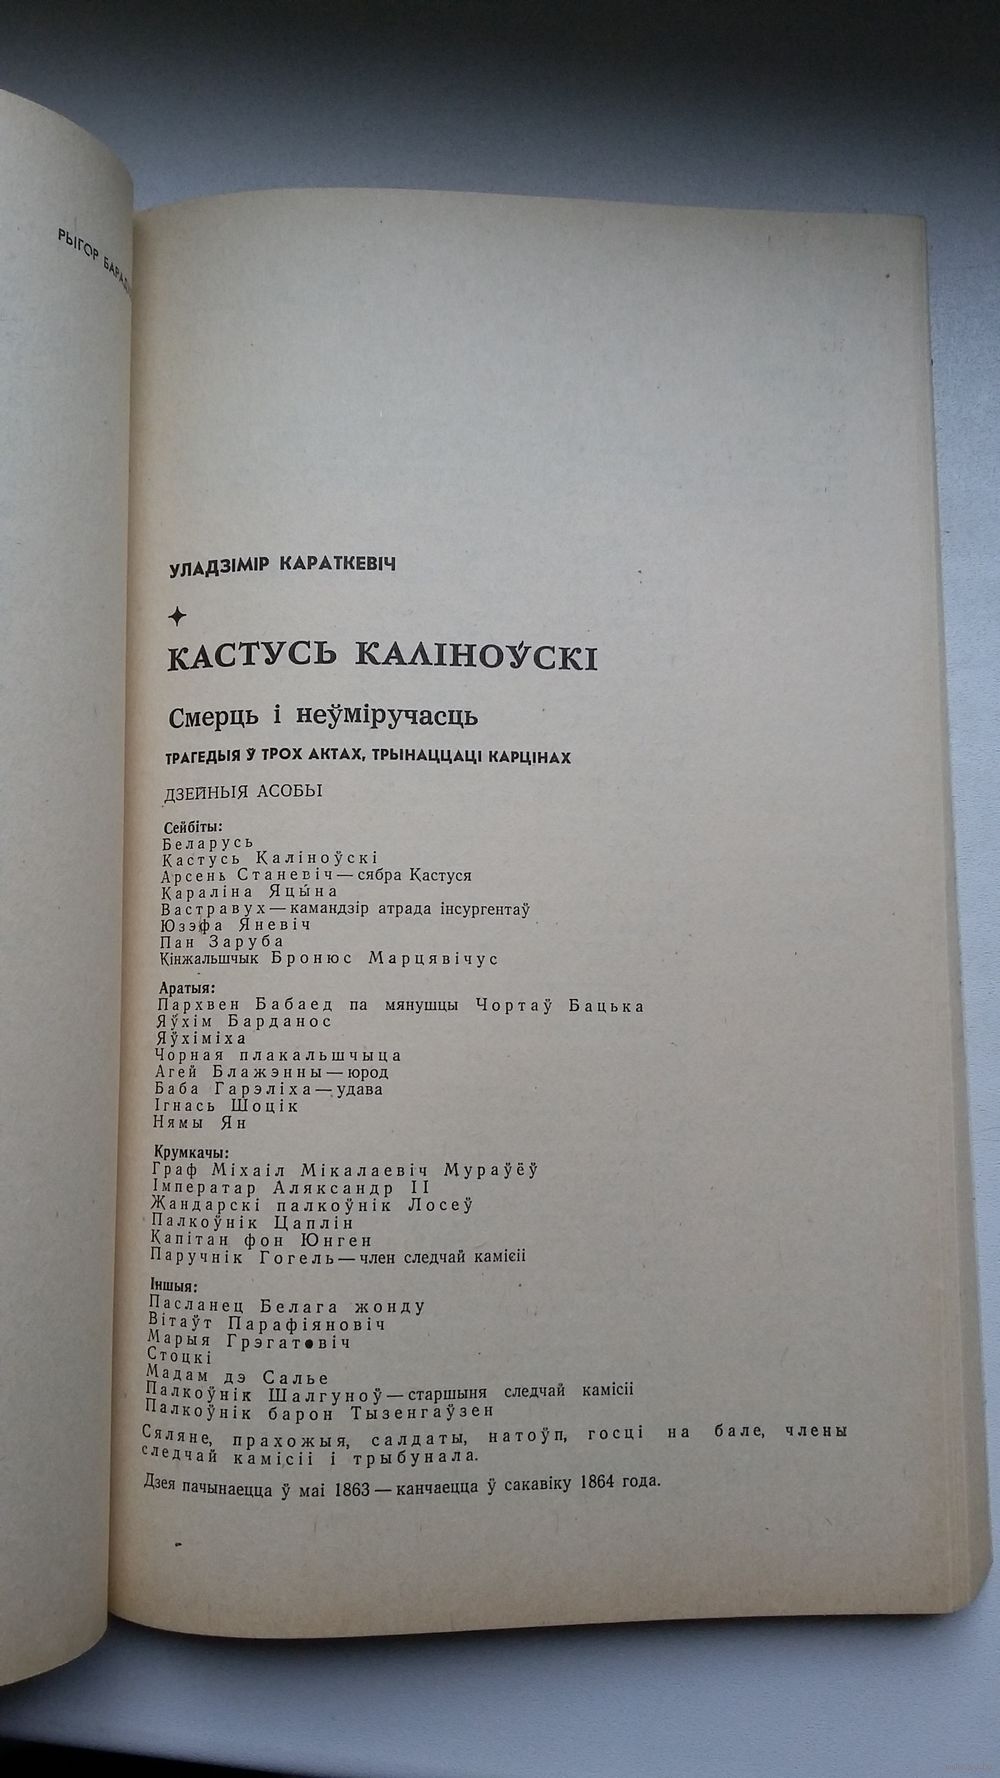 РЫГОР
УЛАДЗІМІР КАРАТКЕВІЧ
КАСТУСЬ КАЛІНОЎСКІ
Смерць і неўміручасць
ТРАГЕДЫЯ Ў ТРОХ АКТАХ, ТРЫНАЦЦАЦІ КАРЦІНАХ
ДЗЕЙНЫЯ АСОБЫ
Сейбіты:
Беларусь
Кастусь Каліноўскі
Арсень Станевіч — сябра Кастуся
Караліна Яцы́на
Вастравух — камандзір атрада інсургентаў
Юзэфа Яневіч
Пан Заруба
Кінжальшчык Бронюс Марцявічус
Аратыя:
Пархвен Бабаед па мянушцы Чортаў Бацька
Яўхім Барданос
Яўхіміха
Чорная плакальшчыца
Агей Блажэнны — юрод
Баба Гарэліха — удава
Ігнась Шоцік
Нямы Ян
Крумкачы:
Граф Міхаіл Мікалаевіч Мураўёў
Імператар Аляксандр II
Жандарскі палкоўнік Лосеў
Палкоўнік Цаплін
Капітан фон Юнген
Паручнік Гогель — член следчай камісіі
Іншыя:
Пасланец Белага жонду
Вітаўт Парафіяновіч
Марыя Грэгатовіч
Стоцкі
Мадам дэ Салье
Палкоўнік Шалгуноў — старшыня следчай камісіі
Палкоўнік барон Тызенгаўзен
Сяляне, прахожыя, салдаты, натоўп, госці на бале, члены
следчай камісіі і трыбунала.
Дзея пачынаецца ў маі 1863 — канчаецца ў сакавіку 1864 года.